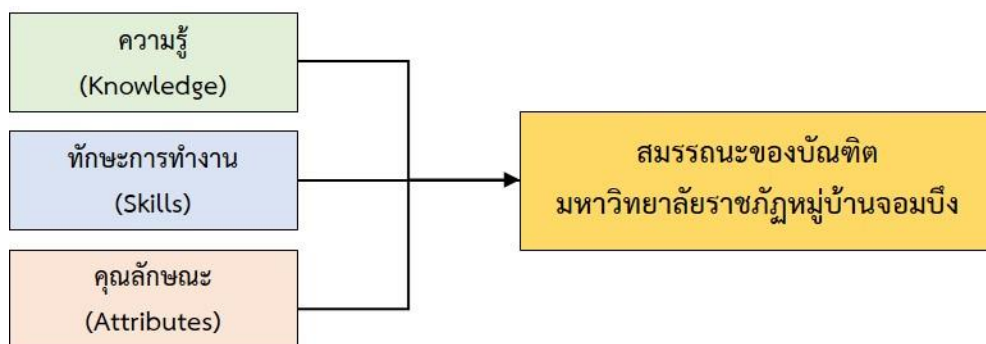 ความรู้
(Knowledge)
ทักษะการทำงาน
(Skills)
คุณลักษณะ
(Attributes)
สมรรถนะของบัณฑิต
มหาวิทยาลัยราชภัฏหมู่บ้านจอมบึง